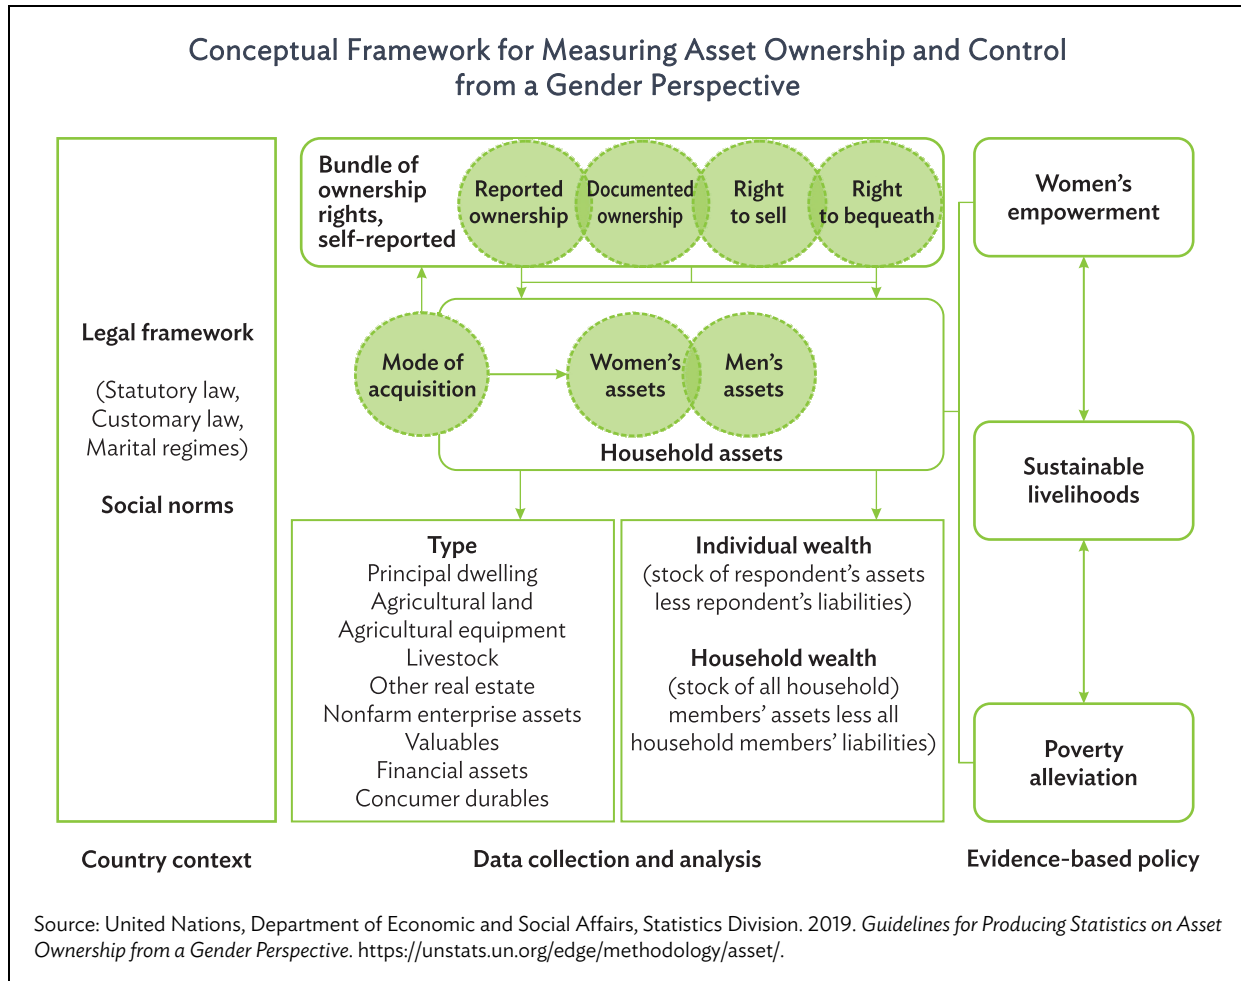 Conceptual Framework for Measuring Asset Ownership and Control
from a Gender Perspective
Legal framework
(Statutory law,
Customary law,
Marital regimes)
Social norms
Country context
Bundle of
ownership
rights,
self-reported
Reported
ownership
Documented
ownership
Right
to sell
Right
to bequeath
Mode of
acquisition
Women's
assets
Men's
assets
Household assets
Type
Principal dwelling
Agricultural land
Agricultural equipment
Livestock
Other real estate
Nonfarm enterprise assets
Valuables
Financial assets
Concumer durables
Individual wealth
(stock of respondent's assets
less repondent's liabilities)
Household wealth
(stock of all household)
members' assets less all
household members' liabilities)
Data collection and analysis
Women's
empowerment
Sustainable
livelihoods
Poverty
alleviation
Evidence-based policy
Source: United Nations, Department of Economic and Social Affairs, Statistics Division. 2019. Guidelines for Producing Statistics on Asset
Ownership from a Gender Perspective. https://unstats.un.org/edge/methodology/asset/.